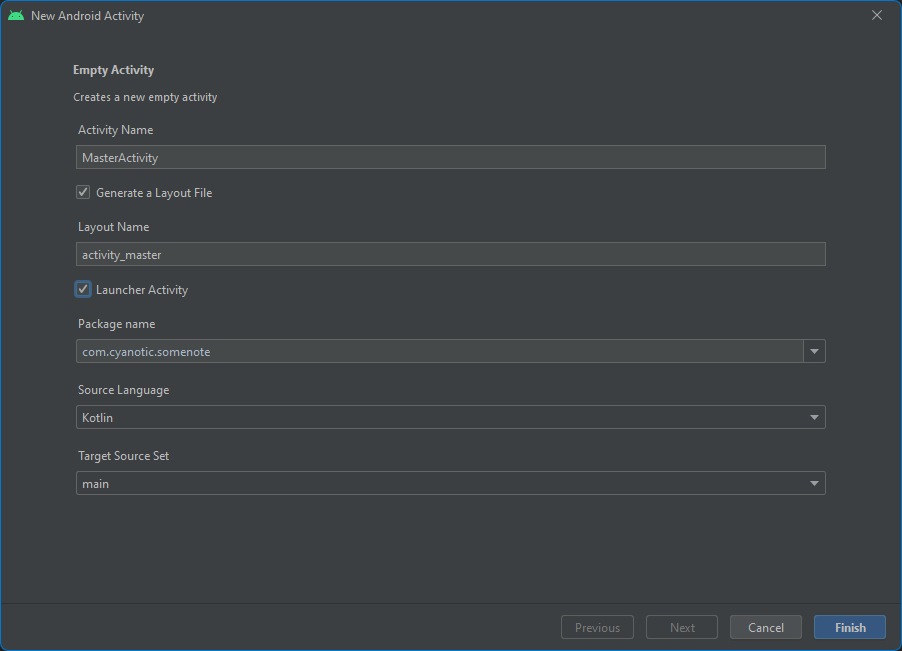 New Android Activity
Empty Activity
Creates a new empty activity
Activity Name
MasterActivity
Generate a Layout File
Layout Name
activity_master
Launcher Activity
Package name
com.cyanotic.somenote
Source Language
Kotlin
Target Source Set
main
Previous Next Cancel Finish